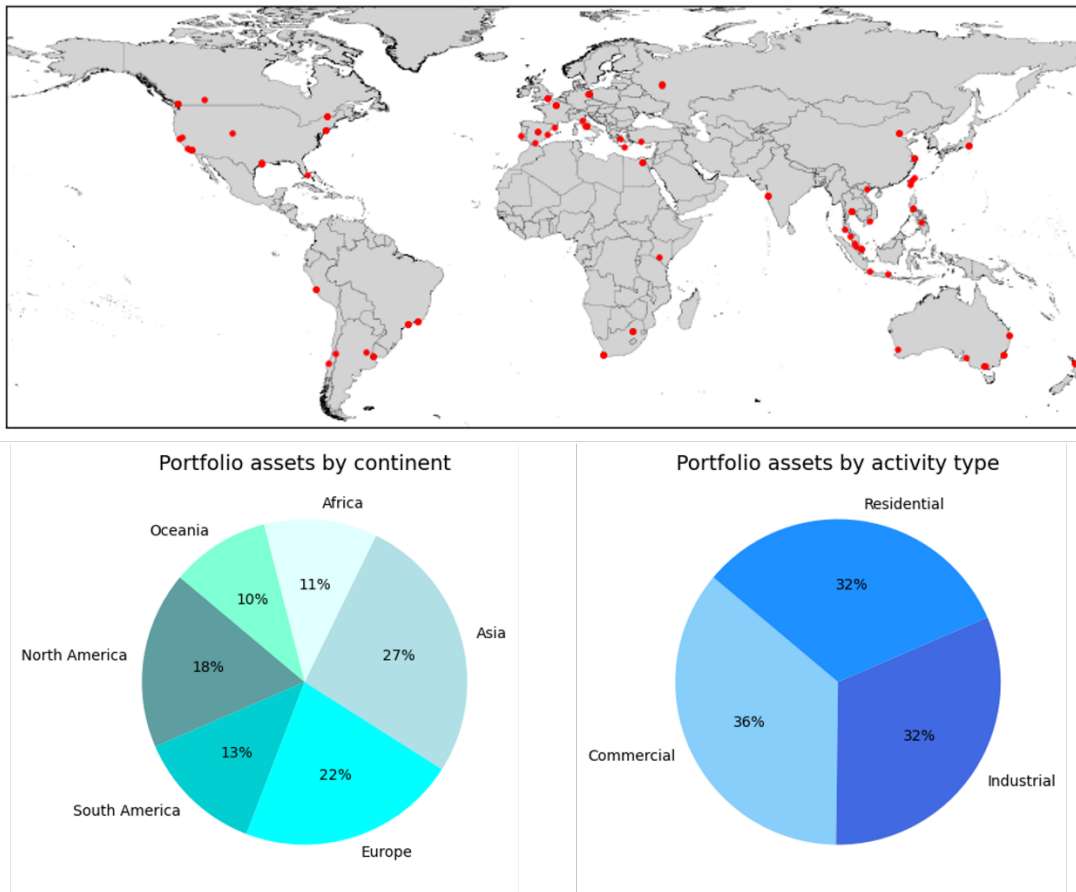 Portfolio assets by continent
Africa
Oceania
11%
10%
Asia
27%
North America
18%
13%
22%
South America
Europe
Portfolio assets by activity type
Residential
32%
36%
32%
Commercial
Industrial